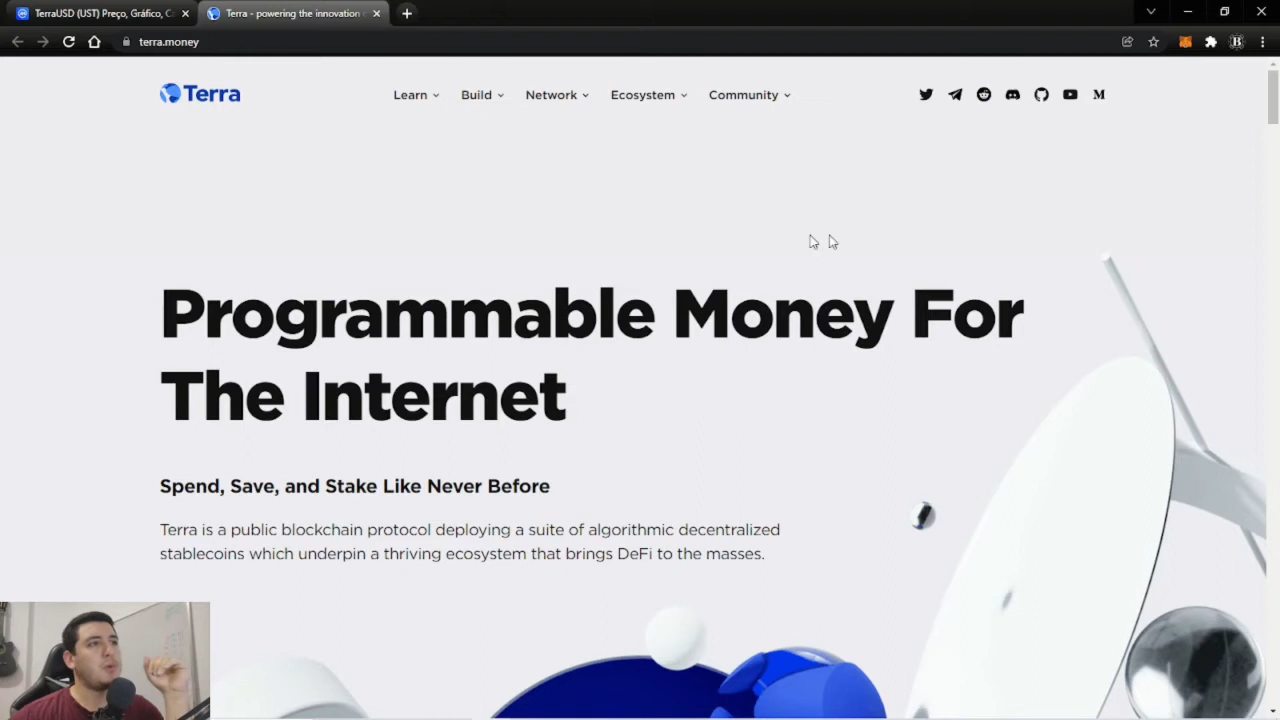 TerraUSD (UST) Preço, Gráfico, C
Terra - powering the innovation
terra.money
Terra
Learn
Build
Network
Ecosystem
Community
Programmable Money For
The Internet
Spend, Save, and Stake Like Never Before
Terra is a public blockchain protocol deploying a suite of algorithmic decentralized
stablecoins which underpin a thriving ecosystem that brings DeFi to the masses.